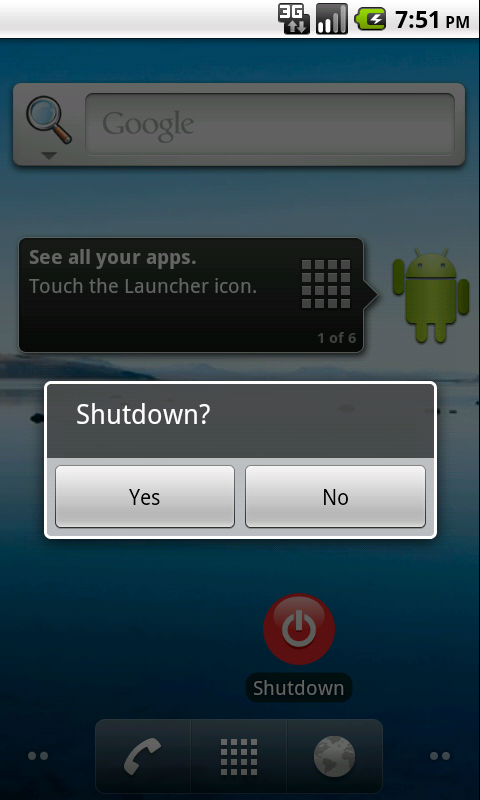 3G
7:51 PM
Google
See all your apps.
Touch the Launcher icon.
1 of 6
Shutdown?
Yes
No
Shutdown